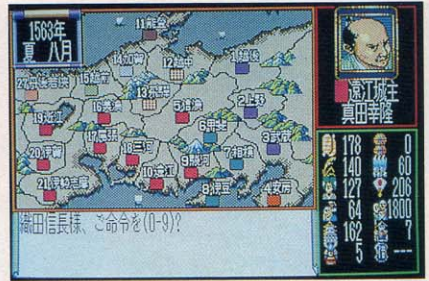 1563年
夏 八月
11能登
14加賀
12越中
1越後
15越前
13飛騨
2上野
5信濃
16美濃
6甲斐
3武蔵
19近江
17尾張
18三河
9駿河
7相模
20伊賀
10遠江
21伊勢志摩
8伊豆
4安房
織田信長様、ご命令を(0-9)?
遠江城主
真田幸隆
178 0
140 60
127 206
64 1800
162 7
5 ---